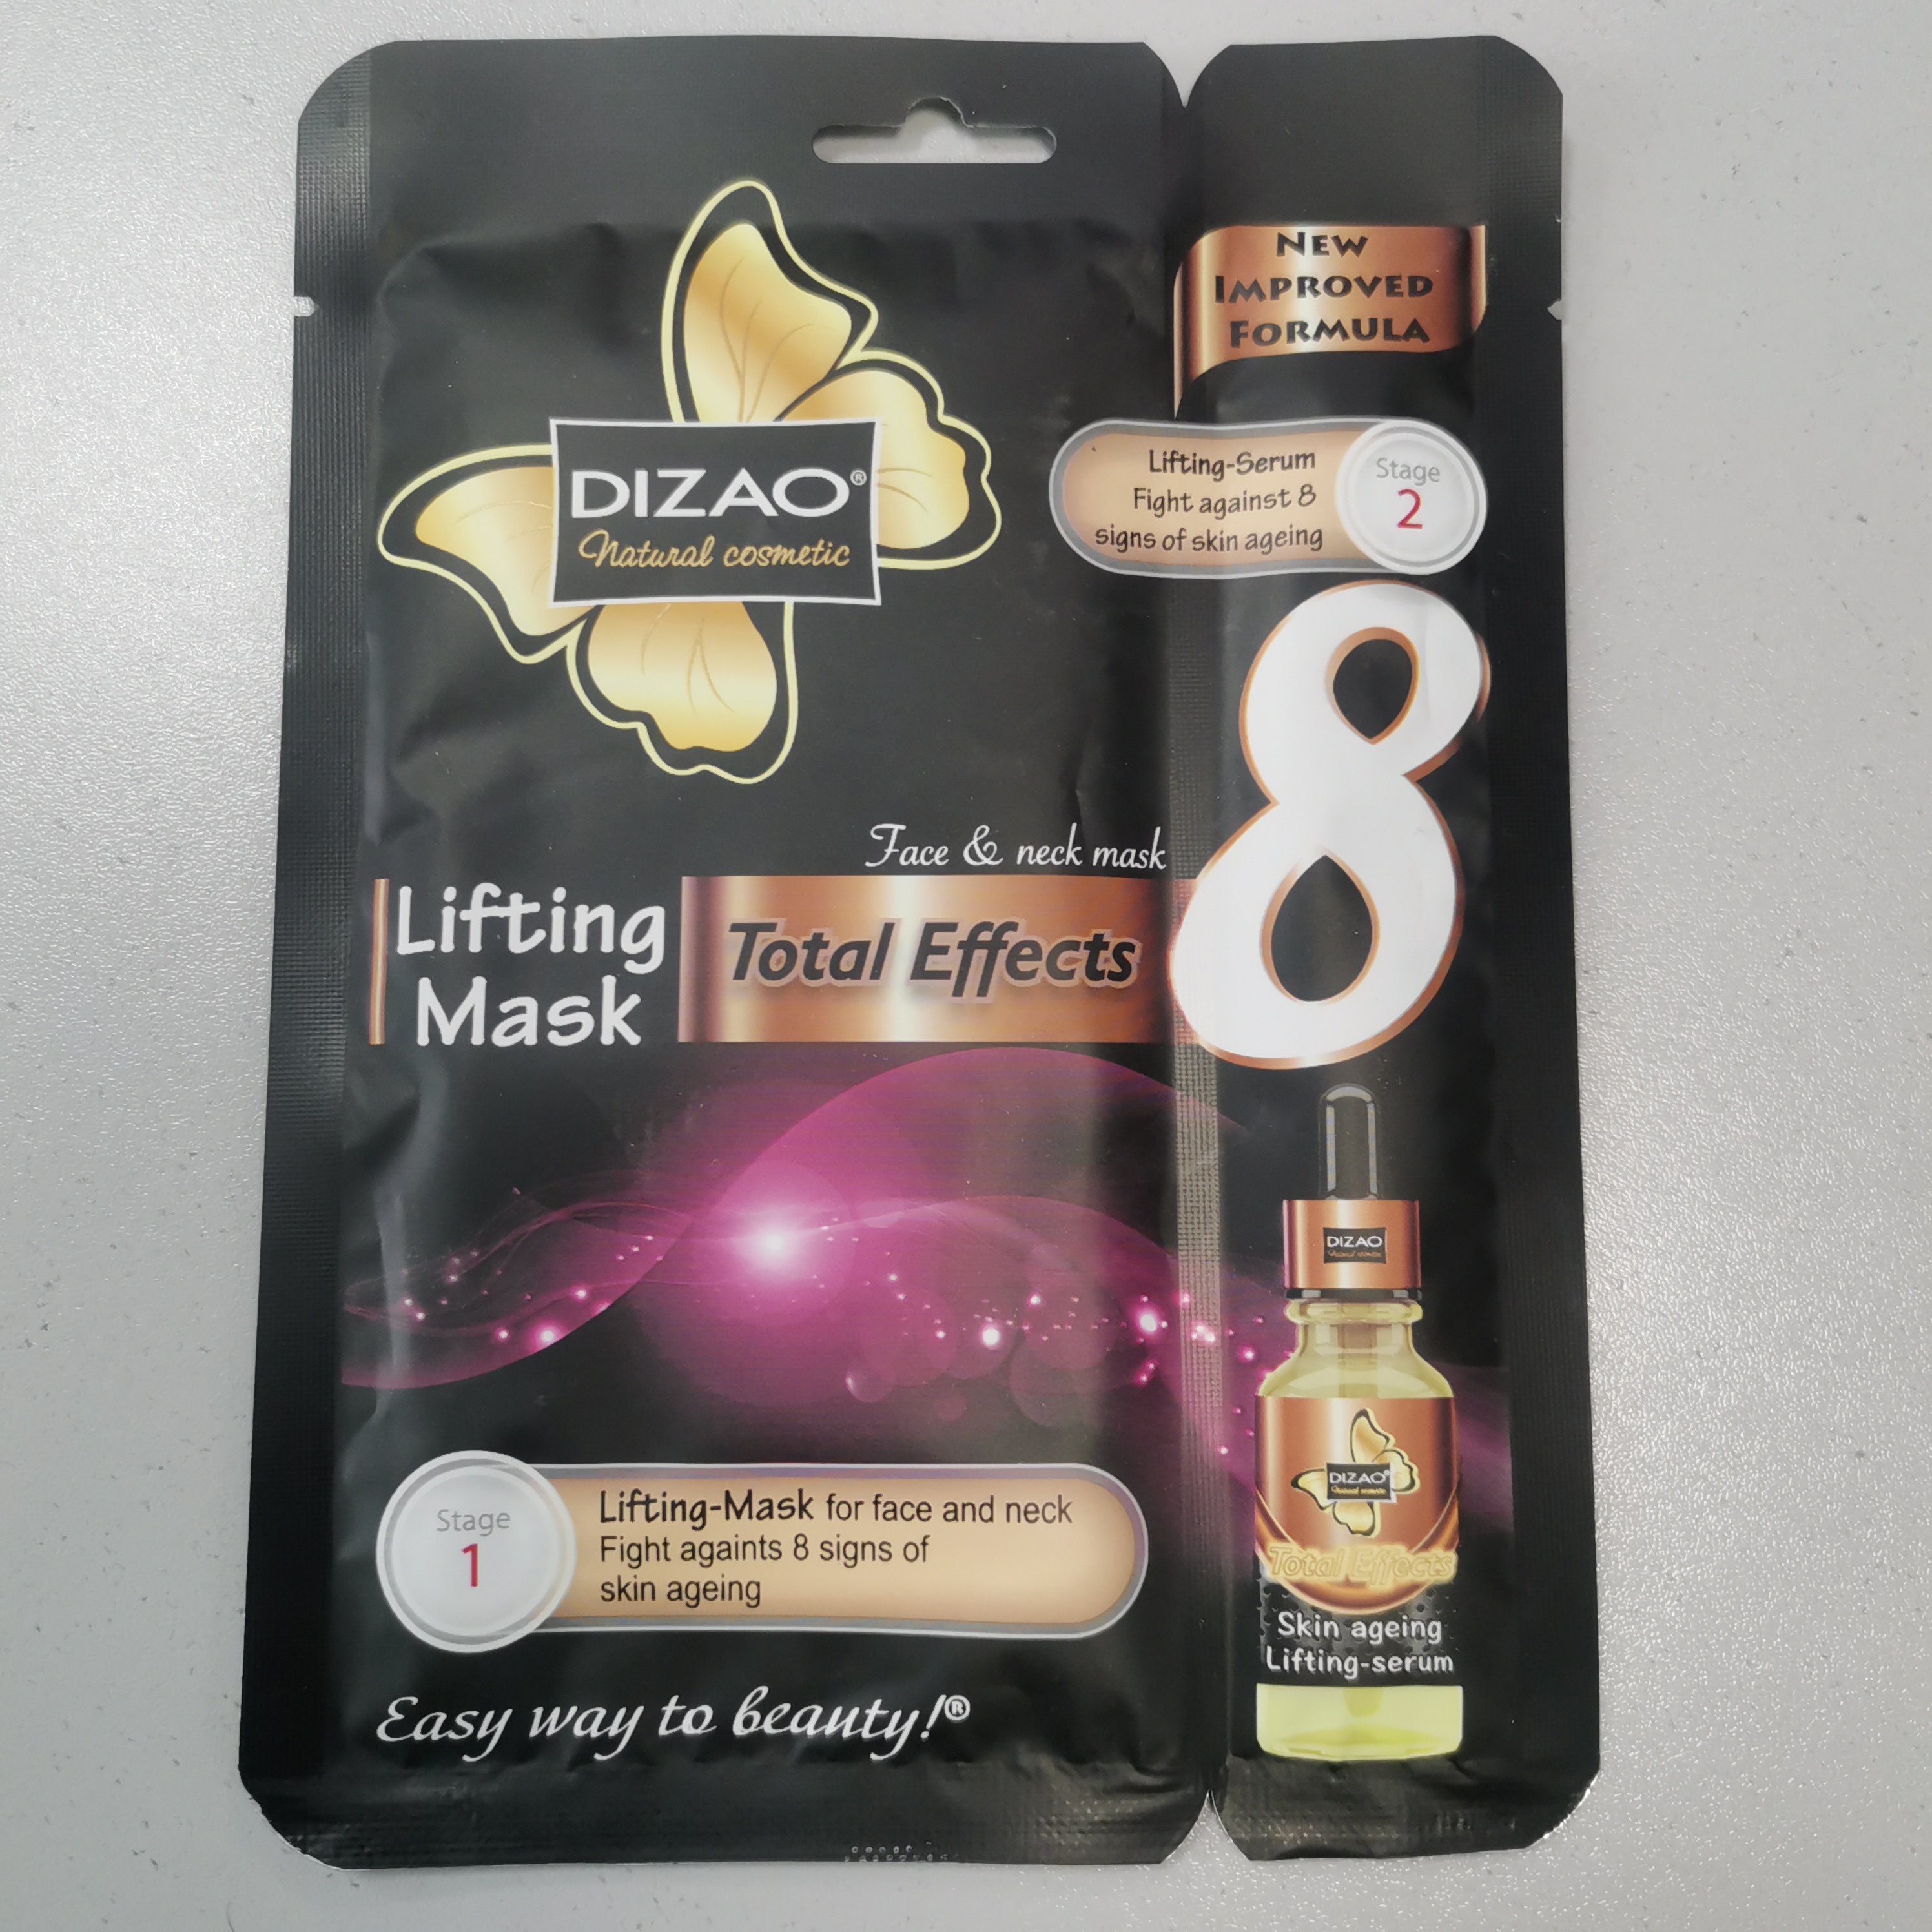 NEW
IMPROVED
FORMULA
DIZAO®
Natural cosmetic
Lifting-Serum
Fight against 8
signs of skin ageing
Stage
2
8
Face & neck mask
Lifting
Mask
Total Effects
DIZAO
DIZAO®
Natural cosmetic
Total Effects
Skin ageing
Lifting-serum
Stage
1
Lifting-Mask for face and neck
Fight againts 8 signs of
skin ageing
Easy way to beauty!®